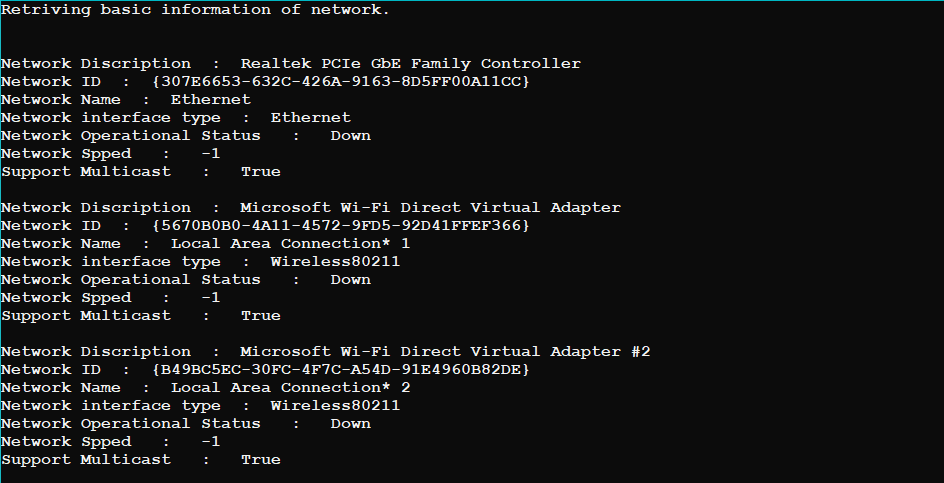 Retriving basic information of network.
Network Discription : Realtek PCIe GbE Family Controller
Network ID : {307E6653-632C-426A-9163-8D5FF00A11CC}
Network Name : Ethernet
Network interface type : Ethernet
Network Operational Status : Down
Network Spped : -1
Support Multicast : True
Network Discription : Microsoft Wi-Fi Direct Virtual Adapter
Network ID : {5670B0B0-4A11-4572-9FD5-92D41FFEF366}
Network Name : Local Area Connection* 1
Network interface type : Wireless80211
Network Operational Status : Down
Network Spped : -1
Support Multicast : True
Network Discription : Microsoft Wi-Fi Direct Virtual Adapter #2
Network ID : {B49BC5EC-30FC-4F7C-A54D-91E4960B82DE}
Network Name : Local Area Connection* 2
Network interface type : Wireless80211
Network Operational Status : Down
Network Spped : -1
Support Multicast : True